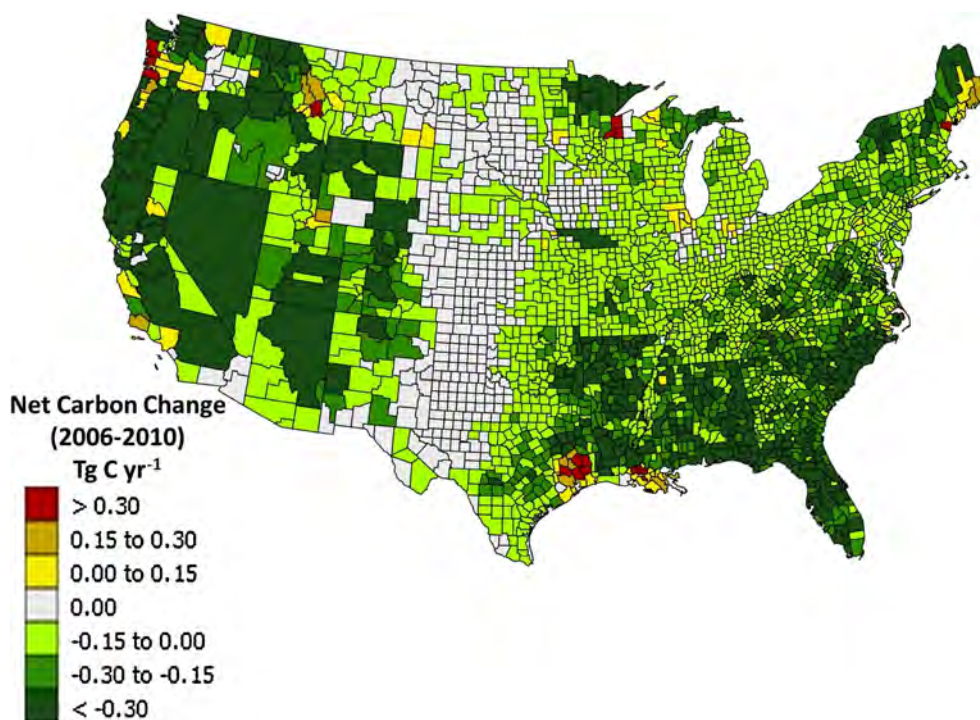 Net Carbon Change
(2006-2010)
Tg C yr⁻¹
> 0.30
0.15 to 0.30
0.00 to 0.15
0.00
-0.15 to 0.00
-0.30 to -0.15
< -0.30